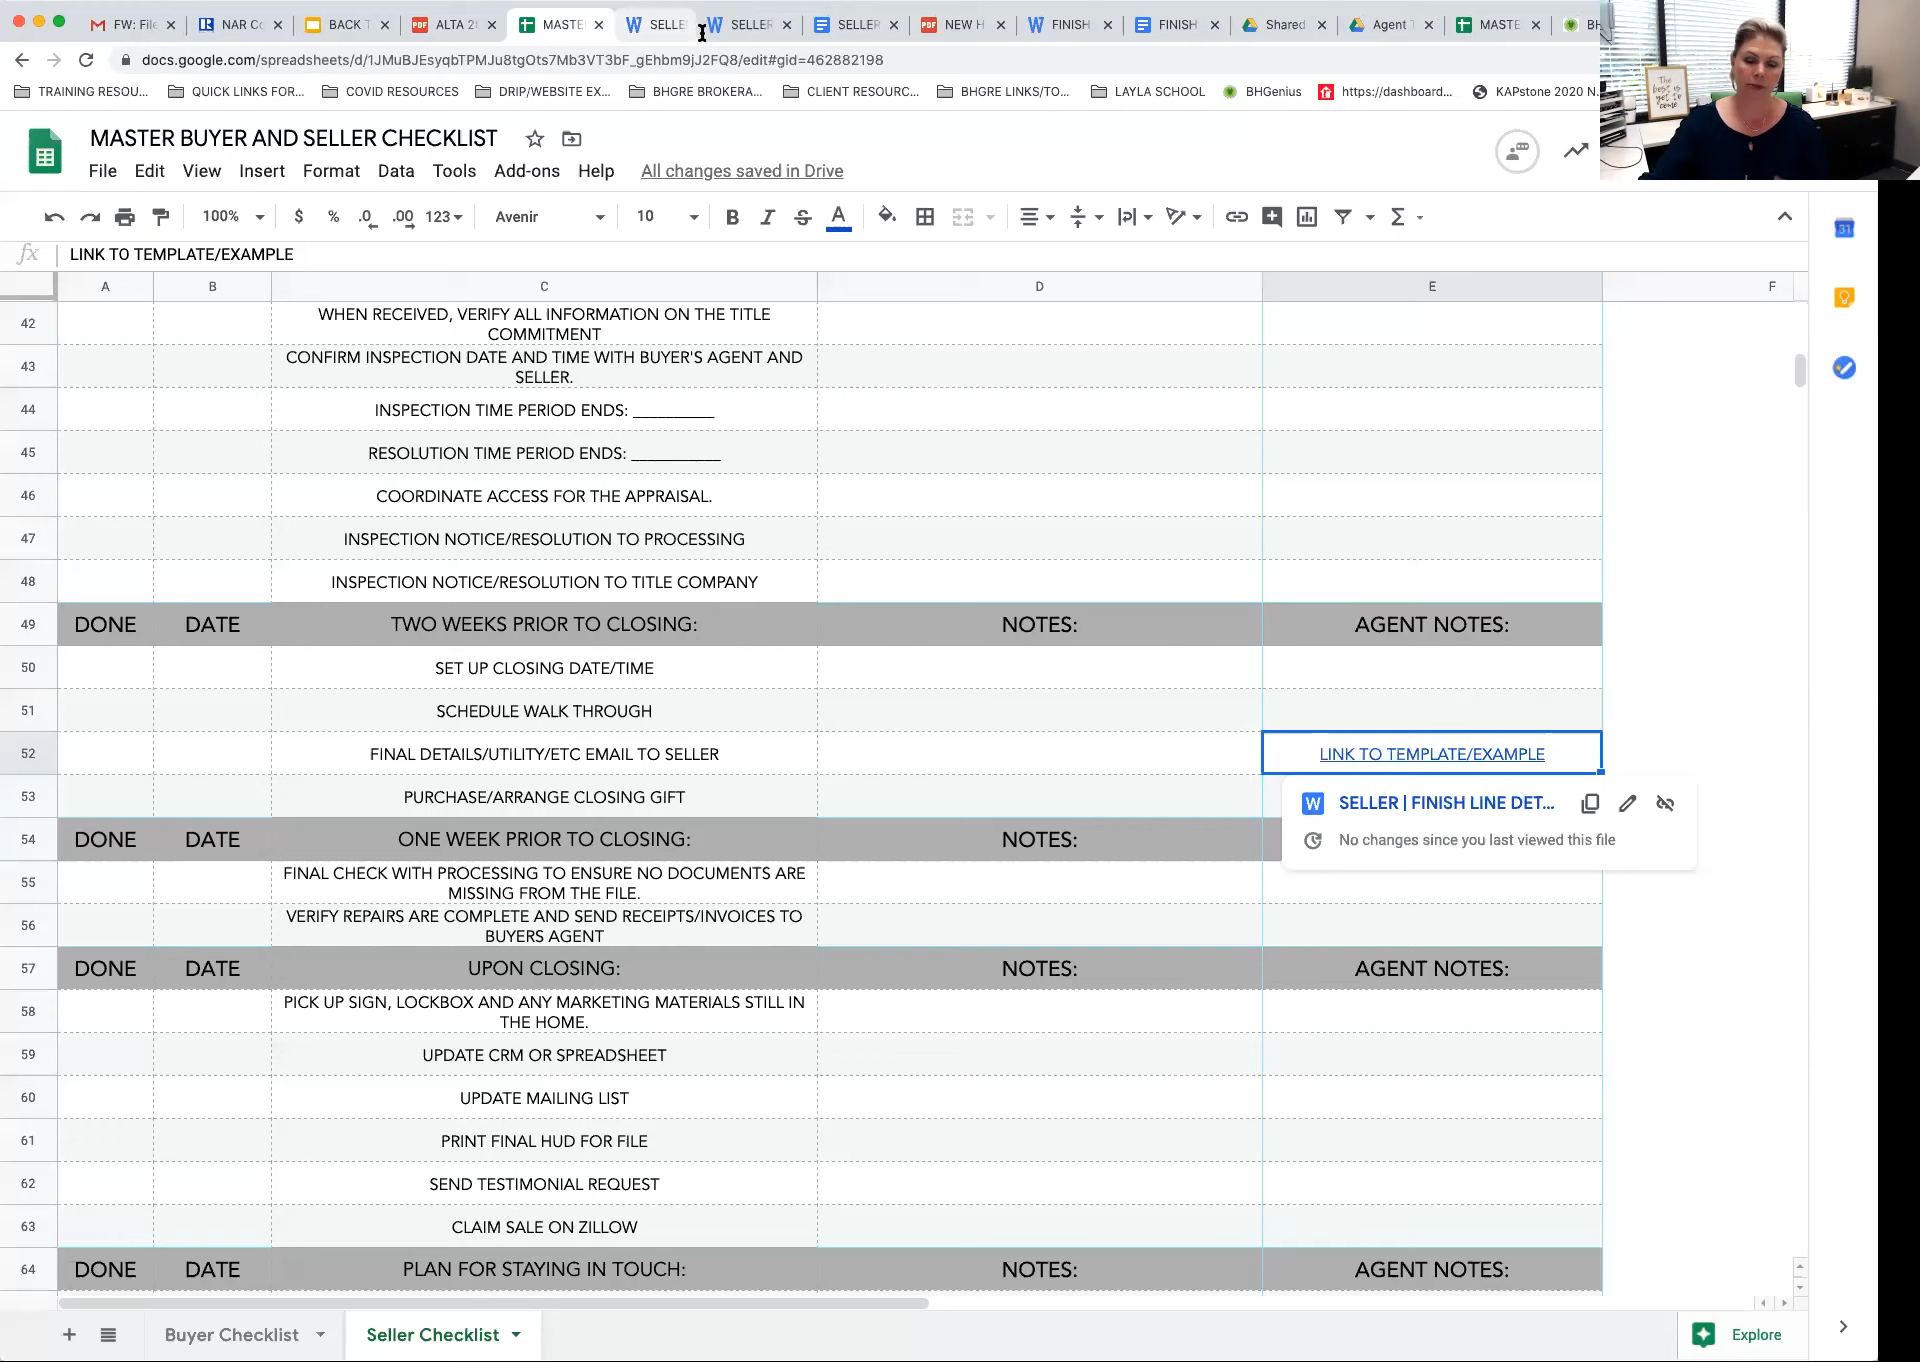 FW: File
NAR Co
BACK T
ALTA 2
MASTE
SELLE
SELLER
SELLER
NEW H
FINISH
FINISH
Shared
Agent T
MASTE
docs.google.com/spreadsheets/d/1JMuBJEsyqbTPMJu8tgOts7Mb3VT3bF_gEhbm9jJ2FQ8/edit#gid=462882198
TRAINING RESOU...
QUICK LINKS FOR...
COVID RESOURCES
DRIP/WEBSITE EX...
BHGRE BROKERA...
CLIENT RESOURC...
BHGRE LINKS/TO...
LAYLA SCHOOL
BHGenius
https://dashboard...
KAPstone 2020 N.
The best is yet to come.
MASTER BUYER AND SELLER CHECKLIST
File Edit View Insert Format Data Tools Add-ons Help All changes saved in Drive
100% $ % .0 .00 123 Avenir 10 B I S A
31
fx LINK TO TEMPLATE/EXAMPLE
A B C D E F
42 WHEN RECEIVED, VERIFY ALL INFORMATION ON THE TITLE
COMMITMENT
43 CONFIRM INSPECTION DATE AND TIME WITH BUYER'S AGENT AND
SELLER.
44 INSPECTION TIME PERIOD ENDS: __________
45 RESOLUTION TIME PERIOD ENDS: ___________
46 COORDINATE ACCESS FOR THE APPRAISAL.
47 INSPECTION NOTICE/RESOLUTION TO PROCESSING
48 INSPECTION NOTICE/RESOLUTION TO TITLE COMPANY
49 DONE DATE TWO WEEKS PRIOR TO CLOSING: NOTES: AGENT NOTES:
50 SET UP CLOSING DATE/TIME
51 SCHEDULE WALK THROUGH
52 FINAL DETAILS/UTILITY/ETC EMAIL TO SELLER LINK TO TEMPLATE/EXAMPLE
53 PURCHASE/ARRANGE CLOSING GIFT
SELLER | FINISH LINE DET...
No changes since you last viewed this file
54 DONE DATE ONE WEEK PRIOR TO CLOSING: NOTES:
55 FINAL CHECK WITH PROCESSING TO ENSURE NO DOCUMENTS ARE
MISSING FROM THE FILE.
56 VERIFY REPAIRS ARE COMPLETE AND SEND RECEIPTS/INVOICES TO
BUYERS AGENT
57 DONE DATE UPON CLOSING: NOTES: AGENT NOTES:
58 PICK UP SIGN, LOCKBOX AND ANY MARKETING MATERIALS STILL IN
THE HOME.
59 UPDATE CRM OR SPREADSHEET
60 UPDATE MAILING LIST
61 PRINT FINAL HUD FOR FILE
62 SEND TESTIMONIAL REQUEST
63 CLAIM SALE ON ZILLOW
64 DONE DATE PLAN FOR STAYING IN TOUCH: NOTES: AGENT NOTES:
Buyer Checklist Seller Checklist Explore